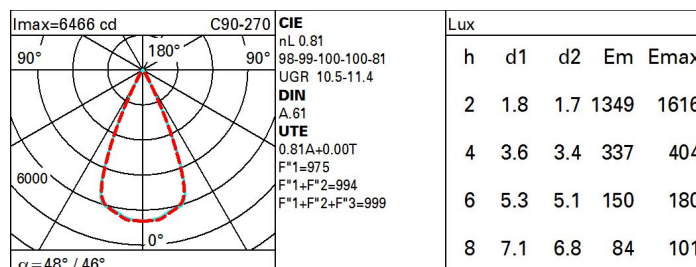 Imax=6466 cd C90-270
90° 180° 90°
6000
0°
α=48° / 46°
CIE
nL 0.81
98-99-100-100-81
UGR 10.5-11.4
DIN
A.61
UTE
0.81A+0.00T
F"1=975
F"1+F"2=994
F"1+F"2+F"3=999
Lux
h d1 d2 Em Emax
2 1.8 1.7 1349 1616
4 3.6 3.4 337 404
6 5.3 5.1 150 180
8 7.1 6.8 84 101